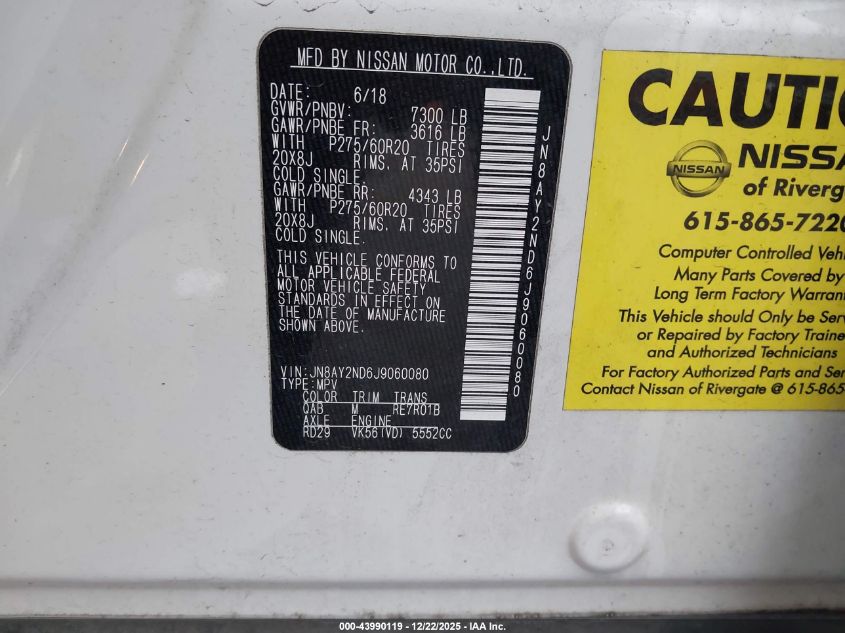 MFD BY NISSAN MOTOR CO.,LTD.
DATE: 6/18
GVWR/PNBV: 7300 LB
GAWR/PNBE FR: 3616 LB
WITH P275/60R20 TIRES
20X8J RIMS. AT 35PSI
COLD SINGLE.
GAWR/PNBE RR: 4343 LB
WITH P275/60R20 TIRES
20X8J RIMS. AT 35PSI
COLD SINGLE.
THIS VEHICLE CONFORMS TO
ALL APPLICABLE FEDERAL
MOTOR VEHICLE SAFETY
STANDARDS IN EFFECT ON
THE DATE OF MANUFACTURE
SHOWN ABOVE.
VIN: JN8AY2ND6J9060080
TYPE: MPV
COLOR TRIM TRANS
QAB M RE7R01B
AXLE ENGINE
RD29 VK56(VD) 5552CC
JN8AY2ND6J9060080
CAUTIO
NISSAN NISSA
of Riverg
615-865-7220
Computer Controlled Vehi
Many Parts Covered by
Long Term Factory Warran
This Vehicle should Only be Serv
or Repaired by Factory Traine
and Authorized Technicians
For Factory Authorized Parts and Serv
Contact Nissan of Rivergate @ 615-865
000-43990119 - 12/22/2025 - IAA Inc.